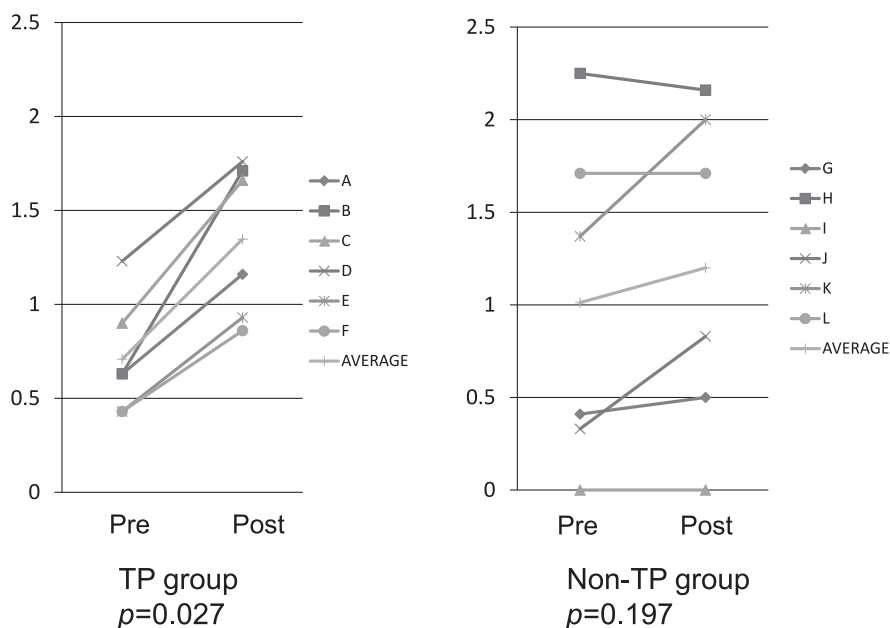 2.5
2
1.5
1
0.5
0
Pre Post
A
B
C
D
E
F
AVERAGE
TP group
p=0.027
2.5
2
1.5
1
0.5
0
Pre Post
G
H
I
J
K
L
AVERAGE
Non-TP group
p=0.197